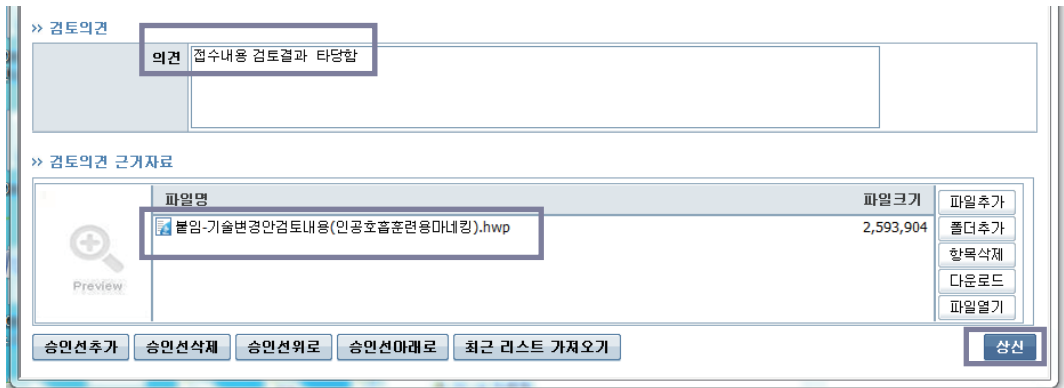 >> 검토의견
의견 접수내용 검토결과 타당함
>> 검토의견 근거자료
파일명 파일크기
붙임-기술변경안검토내용(인공호흡훈련용마네킹).hwp 2,593,904
Preview
파일추가
폴더추가
항목삭제
다운로드
파일열기
승인선추가 승인선삭제 승인선위로 승인선아래로 최근 리스트 가져오기 상신